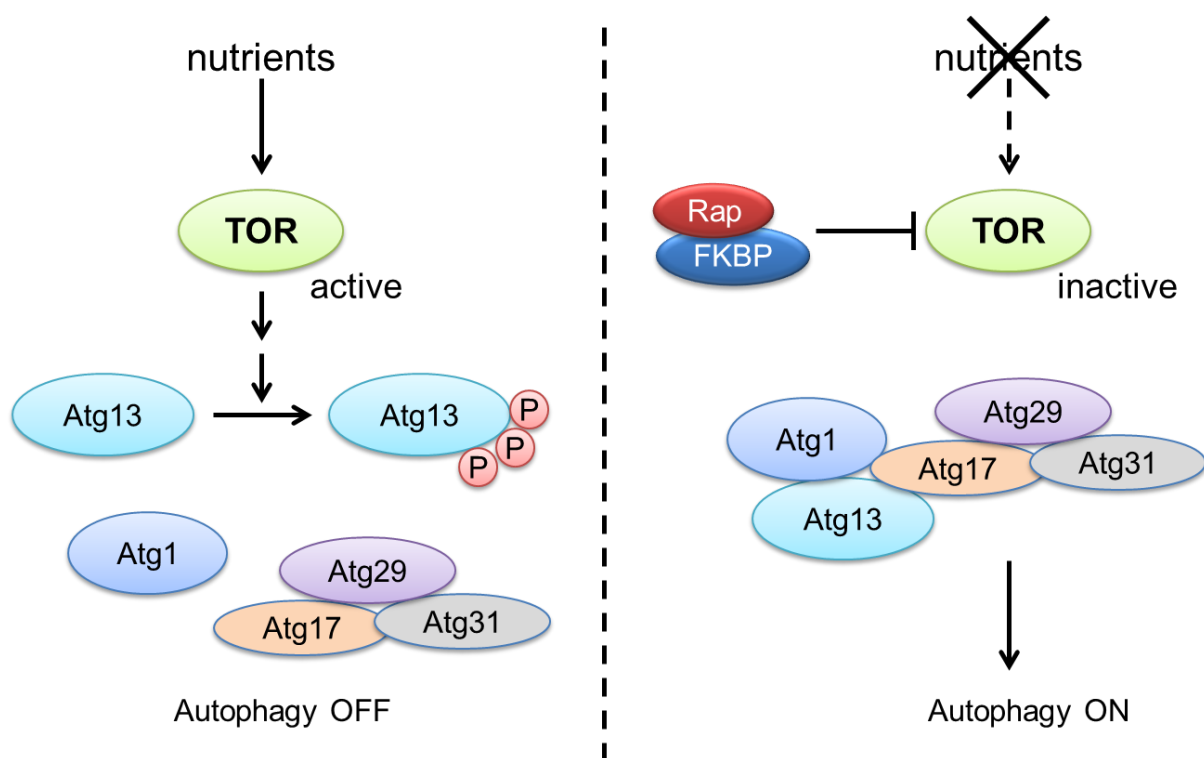 nutrients
TOR
active
Atg13
Atg13
P
P
P
Atg1
Atg29
Atg17
Atg31
Autophagy OFF
nutrients
Rap
FKBP
TOR
inactive
Atg29
Atg1
Atg17
Atg31
Atg13
Autophagy ON